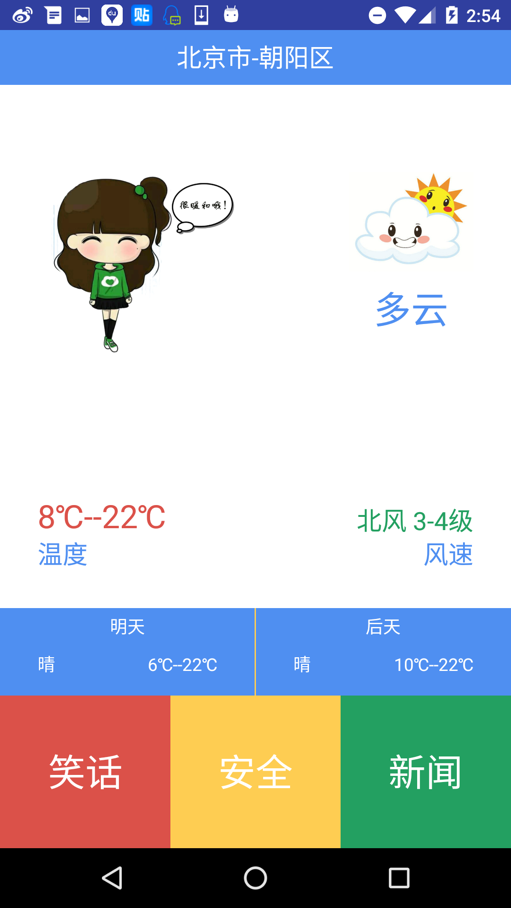 贴
2:54
北京市-朝阳区
很暖和哦!
多云
8℃--22℃
北风 3-4级
温度
风速
明天
后天
晴
6℃--22℃
晴
10℃--22℃
笑话
安全
新闻